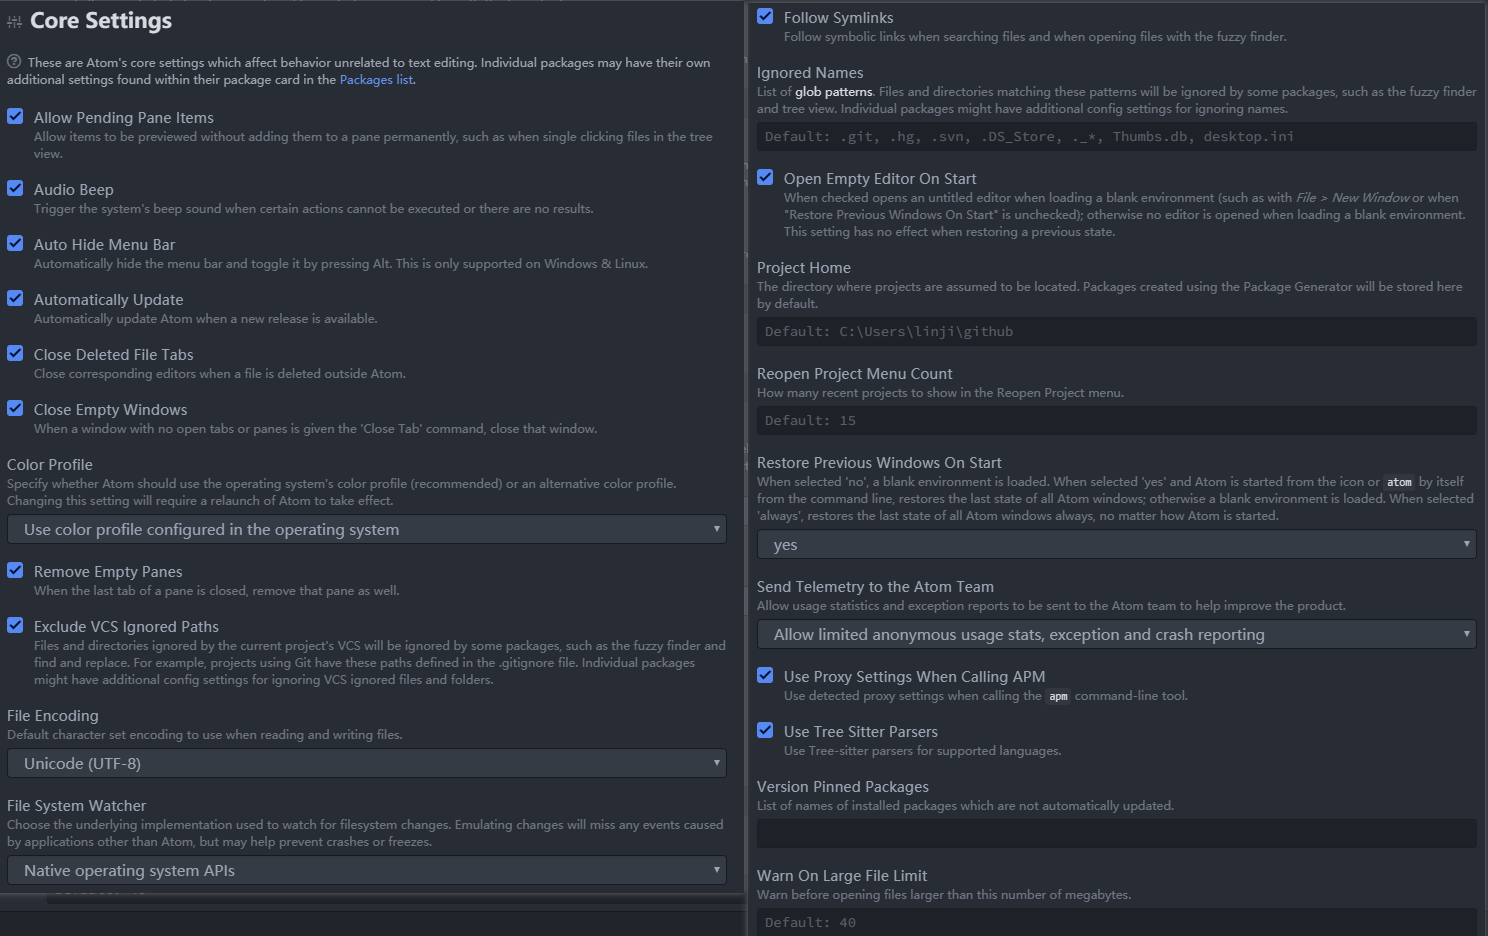 Core Settings
These are Atom's core settings which affect behavior unrelated to text editing. Individual packages may have their own
additional settings found within their package card in the Packages list.
Allow Pending Pane Items
Allow items to be previewed without adding them to a pane permanently, such as when single clicking files in the tree
view.
Audio Beep
Trigger the system's beep sound when certain actions cannot be executed or there are no results.
Auto Hide Menu Bar
Automatically hide the menu bar and toggle it by pressing Alt. This is only supported on Windows & Linux.
Automatically Update
Automatically update Atom when a new release is available.
Close Deleted File Tabs
Close corresponding editors when a file is deleted outside Atom.
Close Empty Windows
When a window with no open tabs or panes is given the 'Close Tab' command, close that window.
Color Profile
Specify whether Atom should use the operating system's color profile (recommended) or an alternative color profile.
Changing this setting will require a relaunch of Atom to take effect.
Use color profile configured in the operating system
Remove Empty Panes
When the last tab of a pane is closed, remove that pane as well.
Exclude VCS Ignored Paths
Files and directories ignored by the current project's VCS will be ignored by some packages, such as the fuzzy finder and
find and replace. For example, projects using Git have these paths defined in the .gitignore file. Individual packages
might have additional config settings for ignoring VCS ignored files and folders.
File Encoding
Default character set encoding to use when reading and writing files.
Unicode (UTF-8)
File System Watcher
Choose the underlying implementation used to watch for filesystem changes. Emulating changes will miss any events caused
by applications other than Atom, but may help prevent crashes or freezes.
Native operating system APIs
Follow Symlinks
Follow symbolic links when searching files and when opening files with the fuzzy finder.
Ignored Names
List of glob patterns. Files and directories matching these patterns will be ignored by some packages, such as the fuzzy finder
and tree view. Individual packages might have additional config settings for ignoring names.
Default: .git, .hg, .svn, .DS_Store, ._*, Thumbs.db, desktop.ini
Open Empty Editor On Start
When checked opens an untitled editor when loading a blank environment (such as with File > New Window or when
"Restore Previous Windows On Start" is unchecked); otherwise no editor is opened when loading a blank environment.
This setting has no effect when restoring a previous state.
Project Home
The directory where projects are assumed to be located. Packages created using the Package Generator will be stored here
by default.
Default: C:\Users\linji\github
Reopen Project Menu Count
How many recent projects to show in the Reopen Project menu.
Default: 15
Restore Previous Windows On Start
When selected 'no', a blank environment is loaded. When selected 'yes' and Atom is started from the icon or atom by itself
from the command line, restores the last state of all Atom windows; otherwise a blank environment is loaded. When selected
'always', restores the last state of all Atom windows always, no matter how Atom is started.
yes
Send Telemetry to the Atom Team
Allow usage statistics and exception reports to be sent to the Atom team to help improve the product.
Allow limited anonymous usage stats, exception and crash reporting
Use Proxy Settings When Calling APM
Use detected proxy settings when calling the apm command-line tool.
Use Tree Sitter Parsers
Use Tree-sitter parsers for supported languages.
Version Pinned Packages
List of names of installed packages which are not automatically updated.
Warn On Large File Limit
Warn before opening files larger than this number of megabytes.
Default: 40